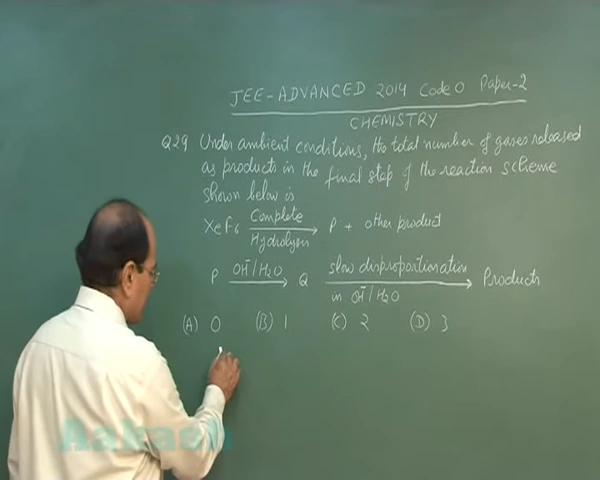 JEE-ADVANCED 2014 Code 0 Paper-2
CHEMISTRY
Q29 Under ambient conditions, the total number of gases released
as products in the final step of the reaction scheme
shown below is
XeF6 Complete Hydrolysis P + other product
P OH⁻/H2O Q slow disproportionation in OH⁻/H2O Products
(A) 0 (B) 1 (C) 2 (D) 3
Aakash